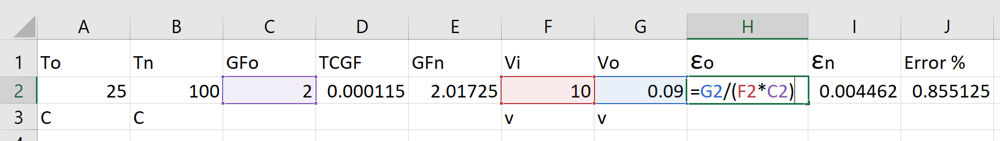 A B C D E F G H I J
1 To Tn GFo TCGF GFn Vi Vo εo εn Error %
2 25 100 2 0.000115 2.01725 10 0.09 =G2/(F2*C2) 0.004462 0.855125
3 C C v v